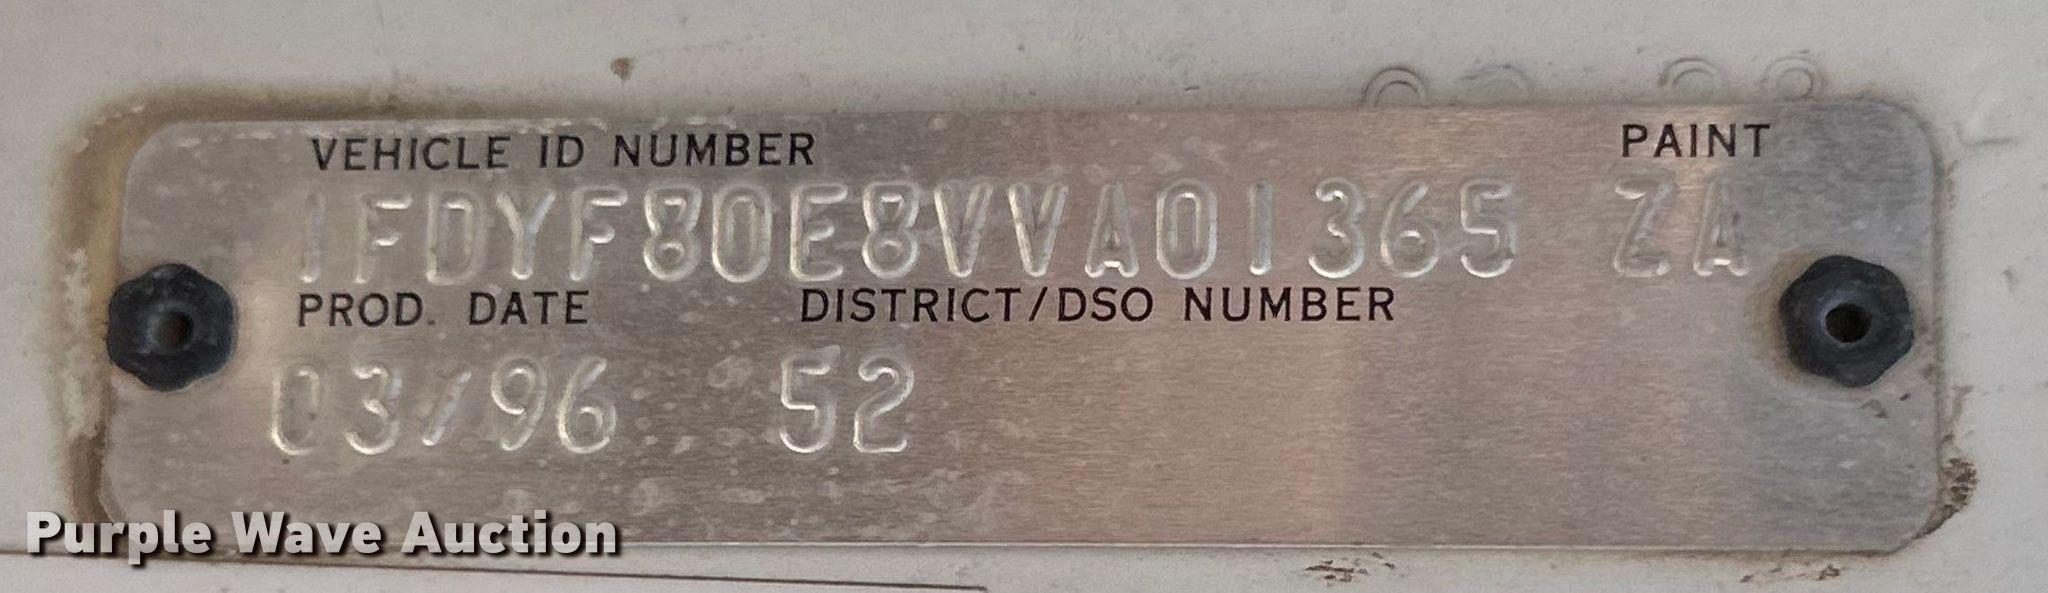 VEHICLE ID NUMBER PAINT
1FDYF80E8VVA01365 ZA
PROD. DATE DISTRICT/DSO NUMBER
03/96 52
Purple Wave Auction